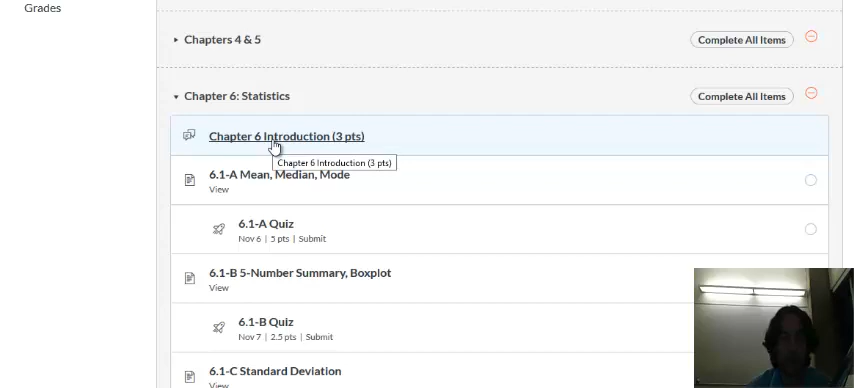 Grades
Chapters 4 & 5
Complete All Items
Chapter 6: Statistics
Complete All Items
Chapter 6 Introduction (3 pts)
Chapter 6 Introduction (3 pts)
6.1-A Mean, Median, Mode
View
6.1-A Quiz
Nov 6 | 5 pts | Submit
6.1-B 5-Number Summary, Boxplot
View
6.1-B Quiz
Nov 7 | 2.5 pts | Submit
6.1-C Standard Deviation
View